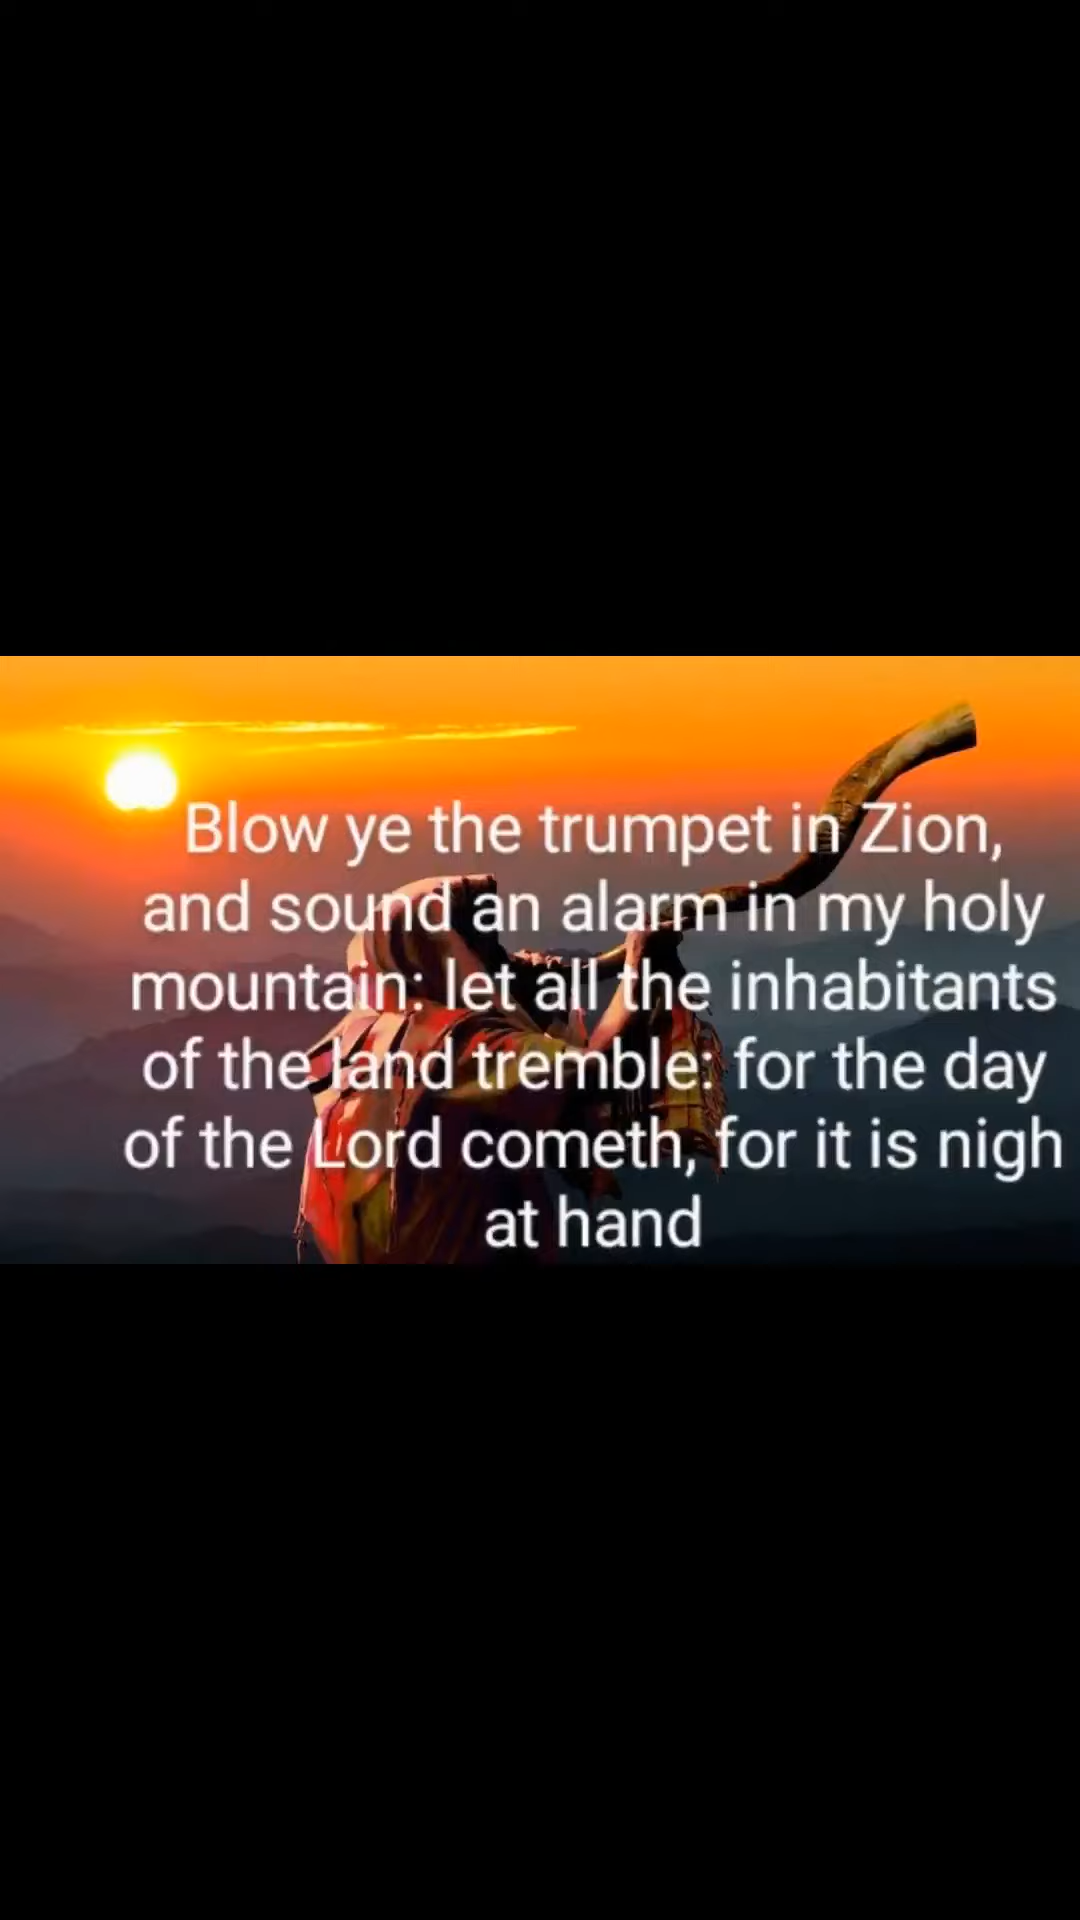 Blow ye the trumpet in Zion,
and sound an alarm in my holy
mountain: let all the inhabitants
of the land tremble: for the day
of the Lord cometh, for it is nigh
at hand